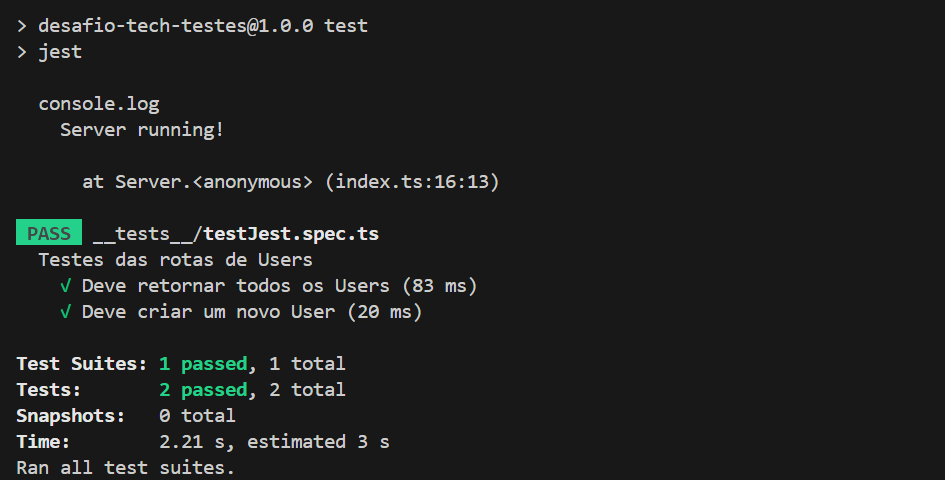 > desafio-tech-testes@1.0.0 test
> jest
console.log
Server running!
at Server.<anonymous> (index.ts:16:13)
PASS __tests__/testJest.spec.ts
Testes das rotas de Users
√ Deve retornar todos os Users (83 ms)
√ Deve criar um novo User (20 ms)
Test Suites: 1 passed, 1 total
Tests: 2 passed, 2 total
Snapshots: 0 total
Time: 2.21 s, estimated 3 s
Ran all test suites.